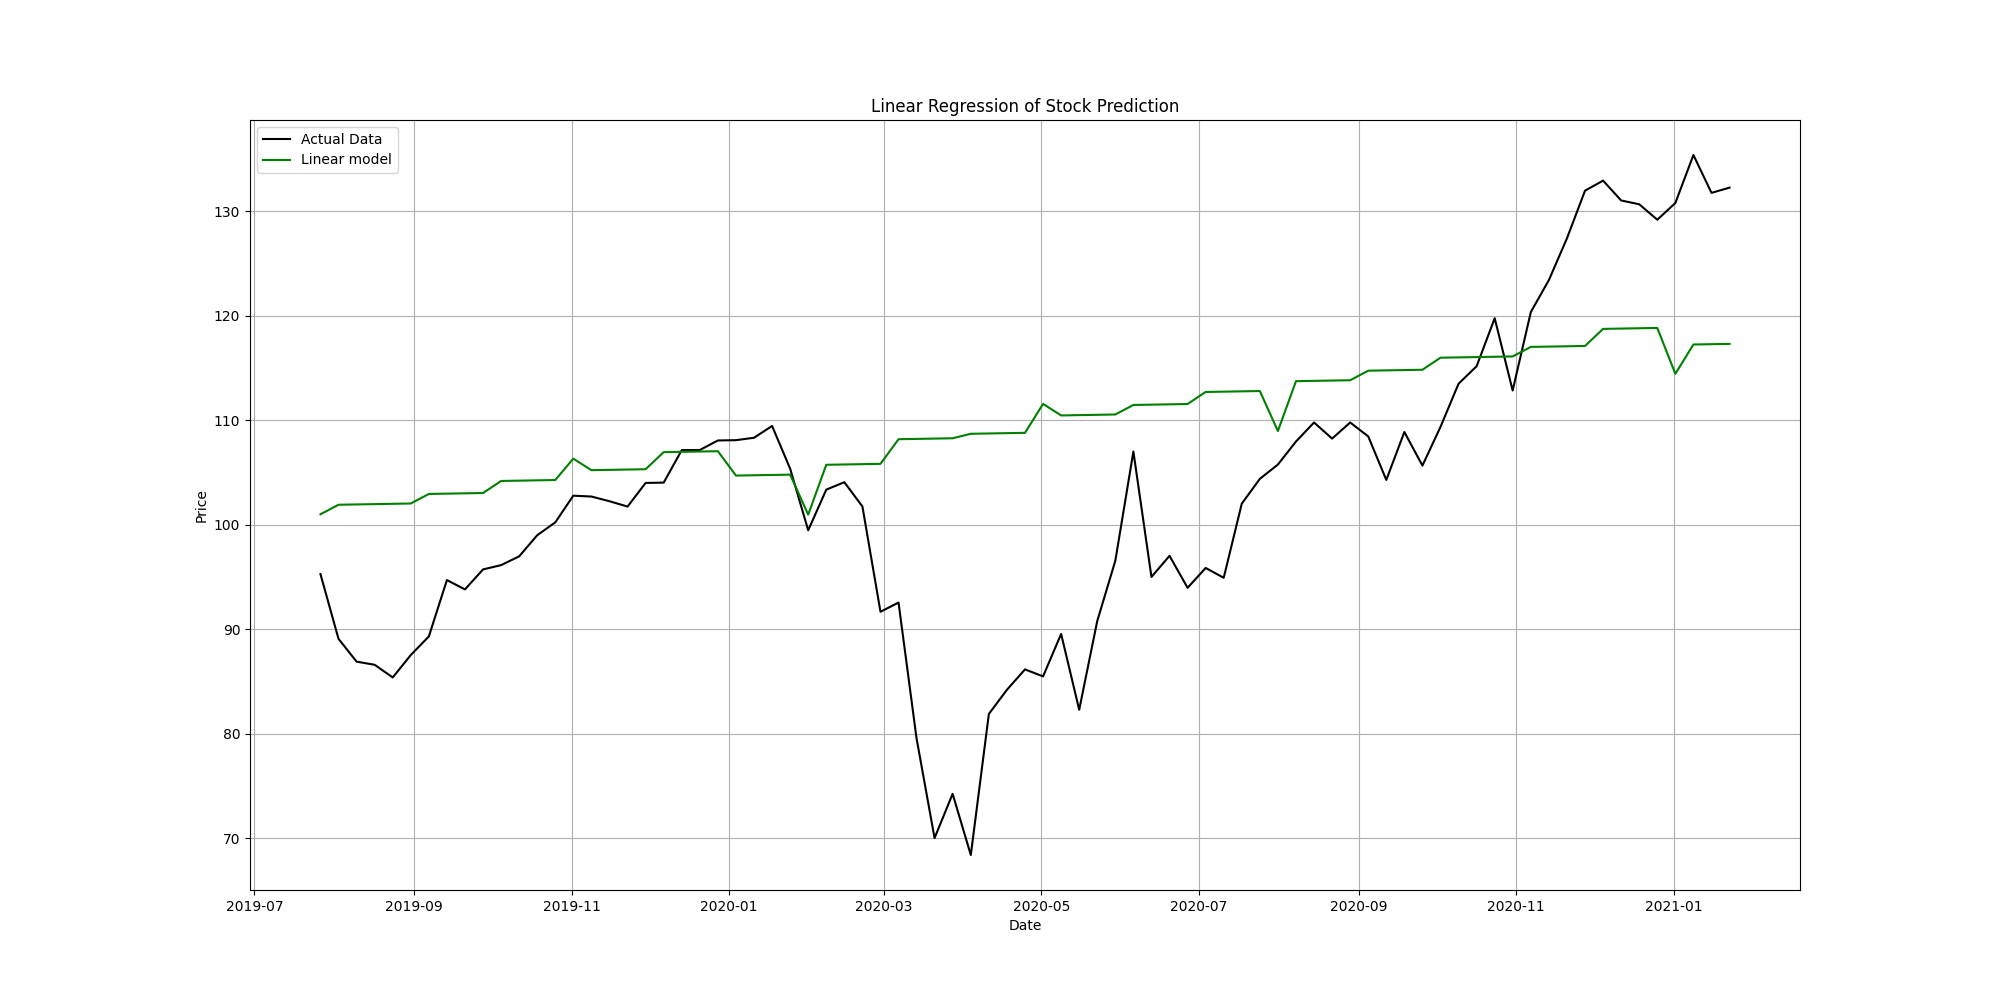 Linear Regression of Stock Prediction
Actual Data
Linear model
130
120
110
100
90
80
70
Price
2019-07 2019-09 2019-11 2020-01 2020-03 2020-05 2020-07 2020-09 2020-11 2021-01
Date